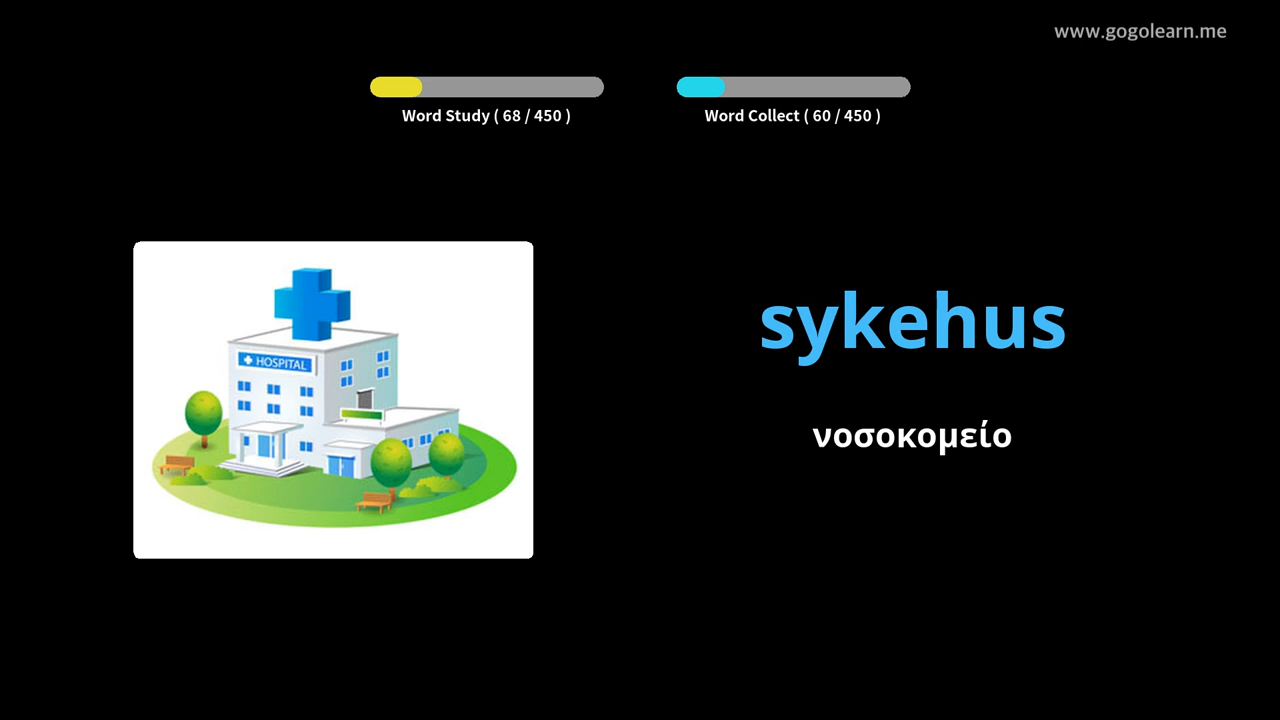 www.gogolearn.me
Word Study ( 68 / 450 )
Word Collect ( 60 / 450 )
HOSPITAL
sykehus
νοσοκομείο